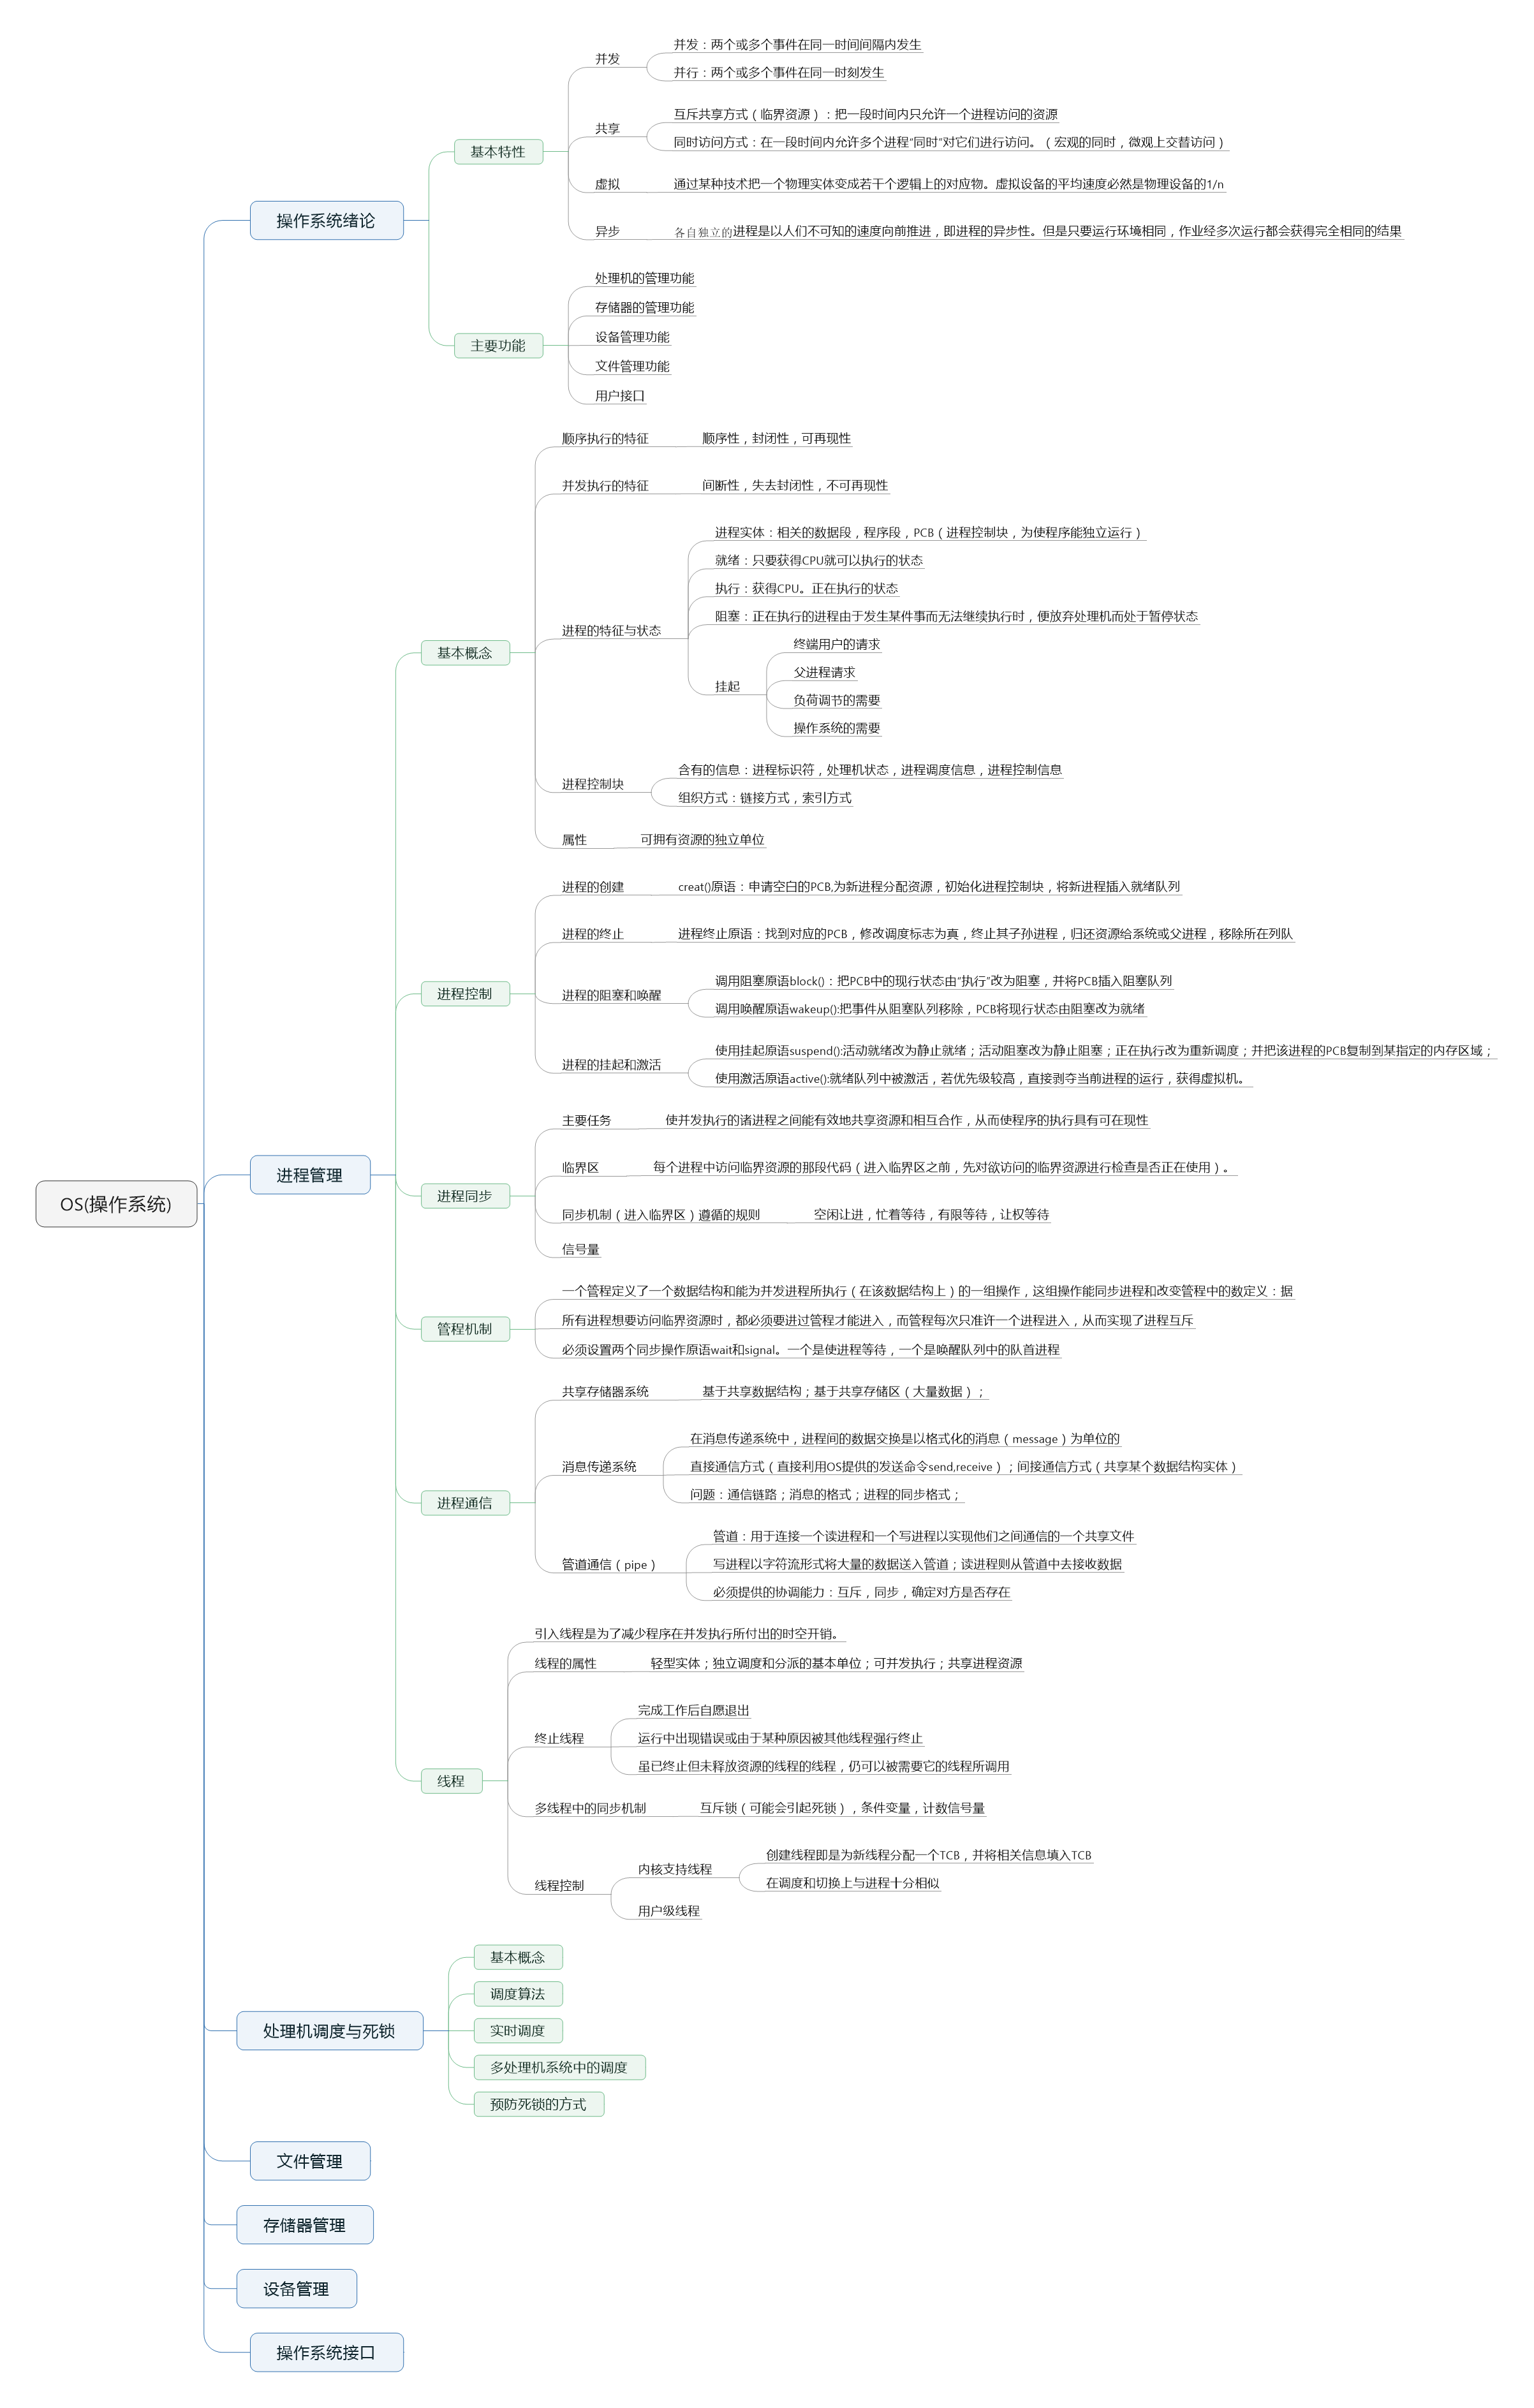 OS(操作系统)
操作系统绪论
基本特性
并发
并发：两个或多个事件在同一时间间隔内发生
并行：两个或多个事件在同一时刻发生
共享
互斥共享方式（临界资源）：把一段时间内只允许一个进程访问的资源
同时访问方式：在一段时间内允许多个进程“同时”对它们进行访问。（宏观的同时，微观上交替访问）
虚拟
通过某种技术把一个物理实体变成若干个逻辑上的对应物。虚拟设备的平均速度必然是物理设备的1/n
异步
各自独立的进程是以人们不可知的速度向前推进，即进程的异步性。但是只要运行环境相同，作业经多次运行都会获得完全相同的结果
主要功能
处理机的管理功能
存储器的管理功能
设备管理功能
文件管理功能
用户接口
进程管理
基本概念
顺序执行的特征
顺序性，封闭性，可再现性
并发执行的特征
间断性，失去封闭性，不可再现性
进程的特征与状态
进程实体：相关的数据段，程序段，PCB（进程控制块，为使程序能独立运行）
就绪：只要获得CPU就可以执行的状态
执行：获得CPU。正在执行的状态
阻塞：正在执行的进程由于发生某件事而无法继续执行时，便放弃处理机而处于暂停状态
挂起
终端用户的请求
父进程请求
负荷调节的需要
操作系统的需要
进程控制块
含有的信息：进程标识符，处理机状态，进程调度信息，进程控制信息
组织方式：链接方式，索引方式
属性
可拥有资源的独立单位
进程控制
进程的创建
creat()原语：申请空白的PCB,为新进程分配资源，初始化进程控制块，将新进程插入就绪队列
进程的终止
进程终止原语：找到对应的PCB，修改调度标志为真，终止其子孙进程，归还资源给系统或父进程，移除所在列队
进程的阻塞和唤醒
调用阻塞原语block()：把PCB中的现行状态由“执行”改为阻塞，并将PCB插入阻塞队列
调用唤醒原语wakeup():把事件从阻塞队列移除，PCB将现行状态由阻塞改为就绪
进程的挂起和激活
使用挂起原语suspend():活动就绪改为静止就绪；活动阻塞改为静止阻塞；正在执行改为重新调度；并把该进程的PCB复制到某指定的内存区域；
使用激活原语active():就绪队列中被激活，若优先级较高，直接剥夺当前进程的运行，获得虚拟机。
进程同步
主要任务
使并发执行的诸进程之间能有效地共享资源和相互合作，从而使程序的执行具有可在现性
临界区
每个进程中访问临界资源的那段代码（进入临界区之前，先对欲访问的临界资源进行检查是否正在使用）。
同步机制（进入临界区）遵循的规则
空闲让进，忙着等待，有限等待，让权等待
信号量
管程机制
一个管程定义了一个数据结构和能为并发进程所执行（在该数据结构上）的一组操作，这组操作能同步进程和改变管程中的数定义：据
所有进程想要访问临界资源时，都必须要进过管程才能进入，而管程每次只准许一个进程进入，从而实现了进程互斥
必须设置两个同步操作原语wait和signal。一个是使进程等待，一个是唤醒队列中的队首进程
进程通信
共享存储器系统
基于共享数据结构；基于共享存储区（大量数据）；
消息传递系统
在消息传递系统中，进程间的数据交换是以格式化的消息（message）为单位的
直接通信方式（直接利用OS提供的发送命令send,receive）；间接通信方式（共享某个数据结构实体）
问题：通信链路；消息的格式；进程的同步格式；
管道通信（pipe）
管道：用于连接一个读进程和一个写进程以实现他们之间通信的一个共享文件
写进程以字符流形式将大量的数据送入管道；读进程则从管道中去接收数据
必须提供的协调能力：互斥，同步，确定对方是否存在
线程
引入线程是为了减少程序在并发执行所付出的时空开销。
线程的属性
轻型实体；独立调度和分派的基本单位；可并发执行；共享进程资源
终止线程
完成工作后自愿退出
运行中出现错误或由于某种原因被其他线程强行终止
虽已终止但未释放资源的线程的线程，仍可以被需要它的线程所调用
多线程中的同步机制
互斥锁（可能会引起死锁），条件变量，计数信号量
线程控制
内核支持线程
创建线程即是为新线程分配一个TCB，并将相关信息填入TCB
在调度和切换上与进程十分相似
用户级线程
处理机调度与死锁
基本概念
调度算法
实时调度
多处理机系统中的调度
预防死锁的方式
文件管理
存储器管理
设备管理
操作系统接口